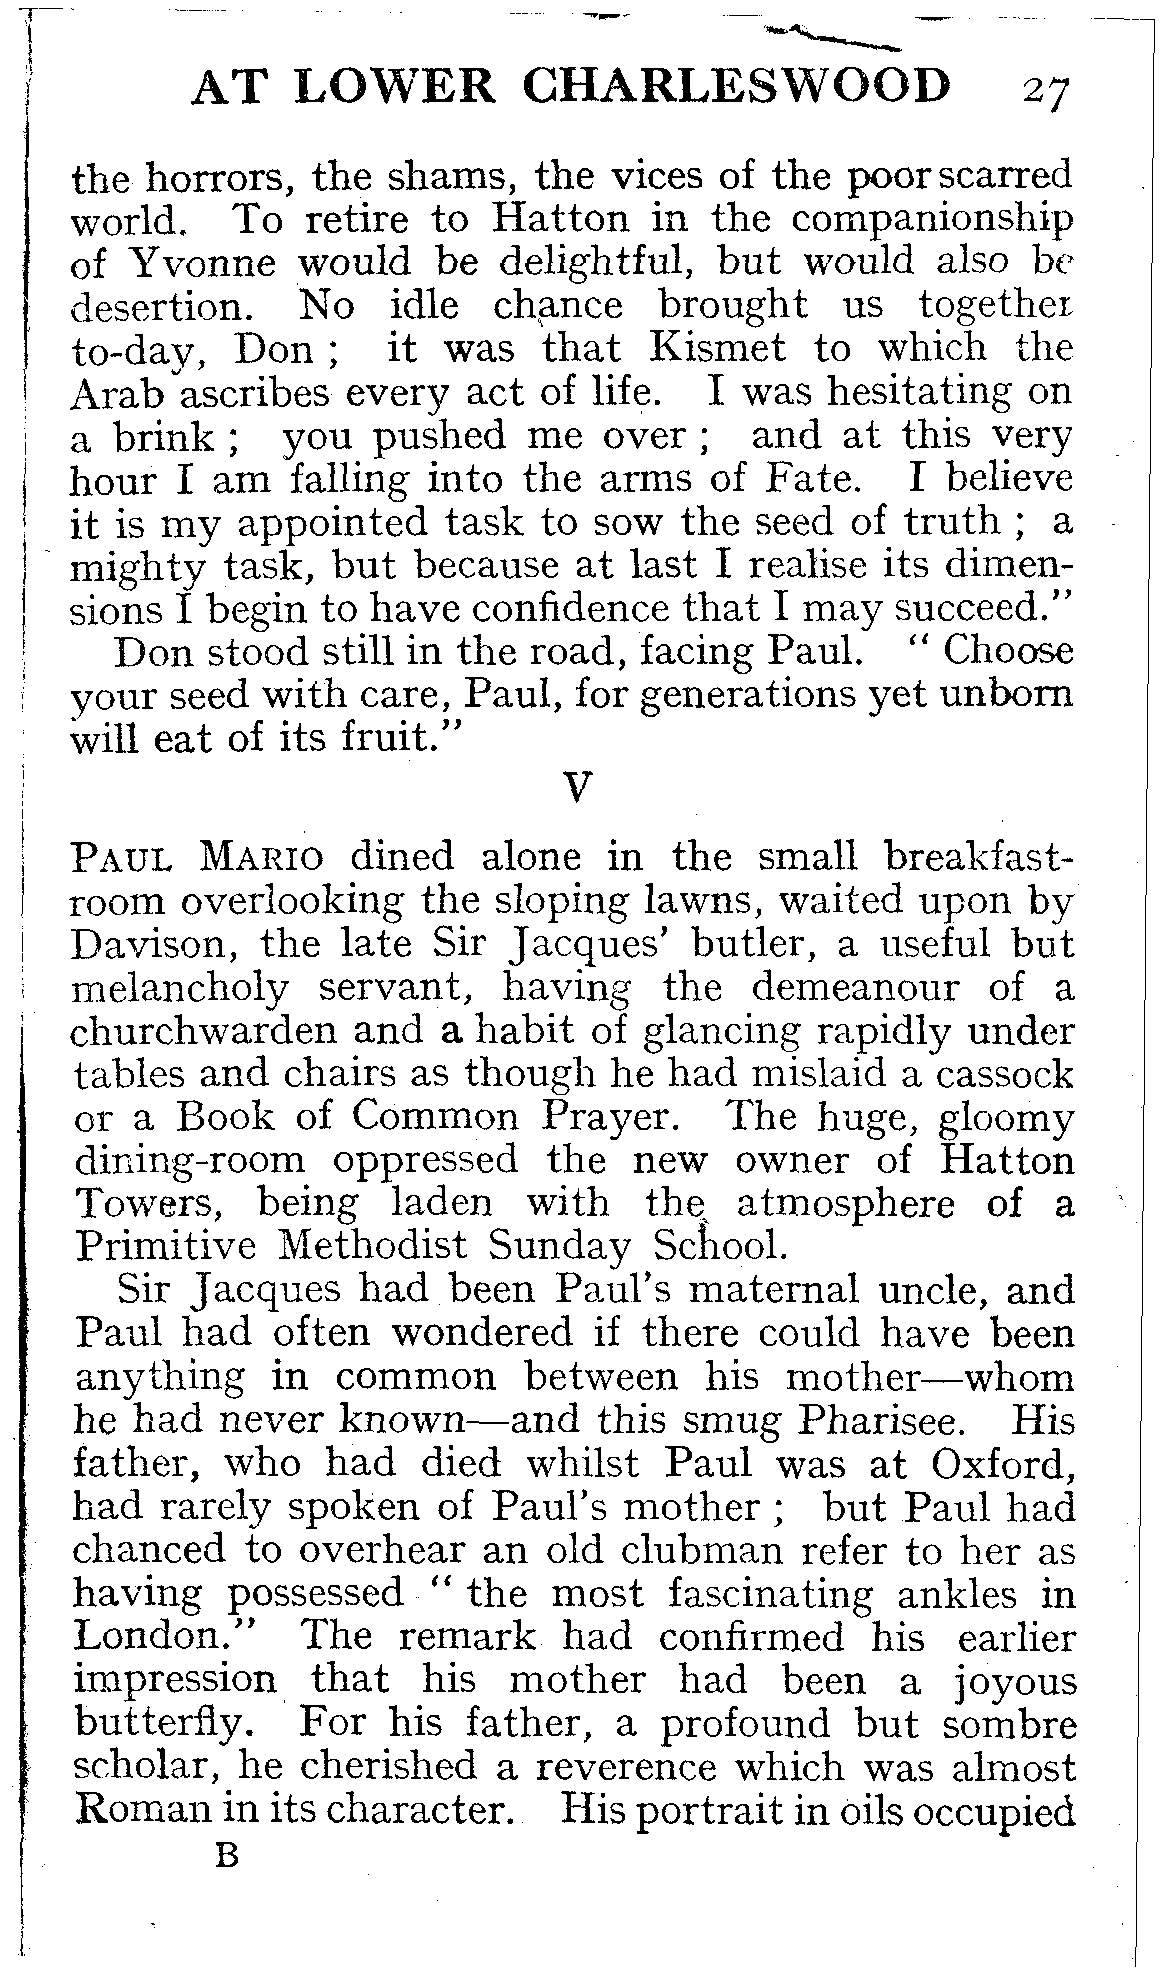 AT LOWER CHARLESWOOD 27
the horrors, the shams, the vices of the poor scarred
world. To retire to Hatton in the companionship
of Yvonne would be delightful, but would also be
desertion. No idle chance brought us together
to-day, Don ; it was that Kismet to which the
Arab ascribes every act of life. I was hesitating on
a brink ; you pushed me over ; and at this very
hour I am falling into the arms of Fate. I believe
it is my appointed task to sow the seed of truth ; a
mighty task, but because at last I realise its dimen-
sions I begin to have confidence that I may succeed."
Don stood still in the road, facing Paul. " Choose
your seed with care, Paul, for generations yet unborn
will eat of its fruit."
V
PAUL MARIO dined alone in the small breakfast-
room overlooking the sloping lawns, waited upon by
Davison, the late Sir Jacques' butler, a useful but
melancholy servant, having the demeanour of a
churchwarden and a habit of glancing rapidly under
tables and chairs as though he had mislaid a cassock
or a Book of Common Prayer. The huge, gloomy
dining-room oppressed the new owner of Hatton
Towers, being laden with the atmosphere of a
Primitive Methodist Sunday School.
Sir Jacques had been Paul's maternal uncle, and
Paul had often wondered if there could have been
anything in common between his mother—whom
he had never known—and this smug Pharisee. His
father, who had died whilst Paul was at Oxford,
had rarely spoken of Paul's mother ; but Paul had
chanced to overhear an old clubman refer to her as
having possessed " the most fascinating ankles in
London." The remark had confirmed his earlier
impression that his mother had been a joyous
butterfly. For his father, a profound but sombre
scholar, he cherished a reverence which was almost
Roman in its character. His portrait in oils occupied
B